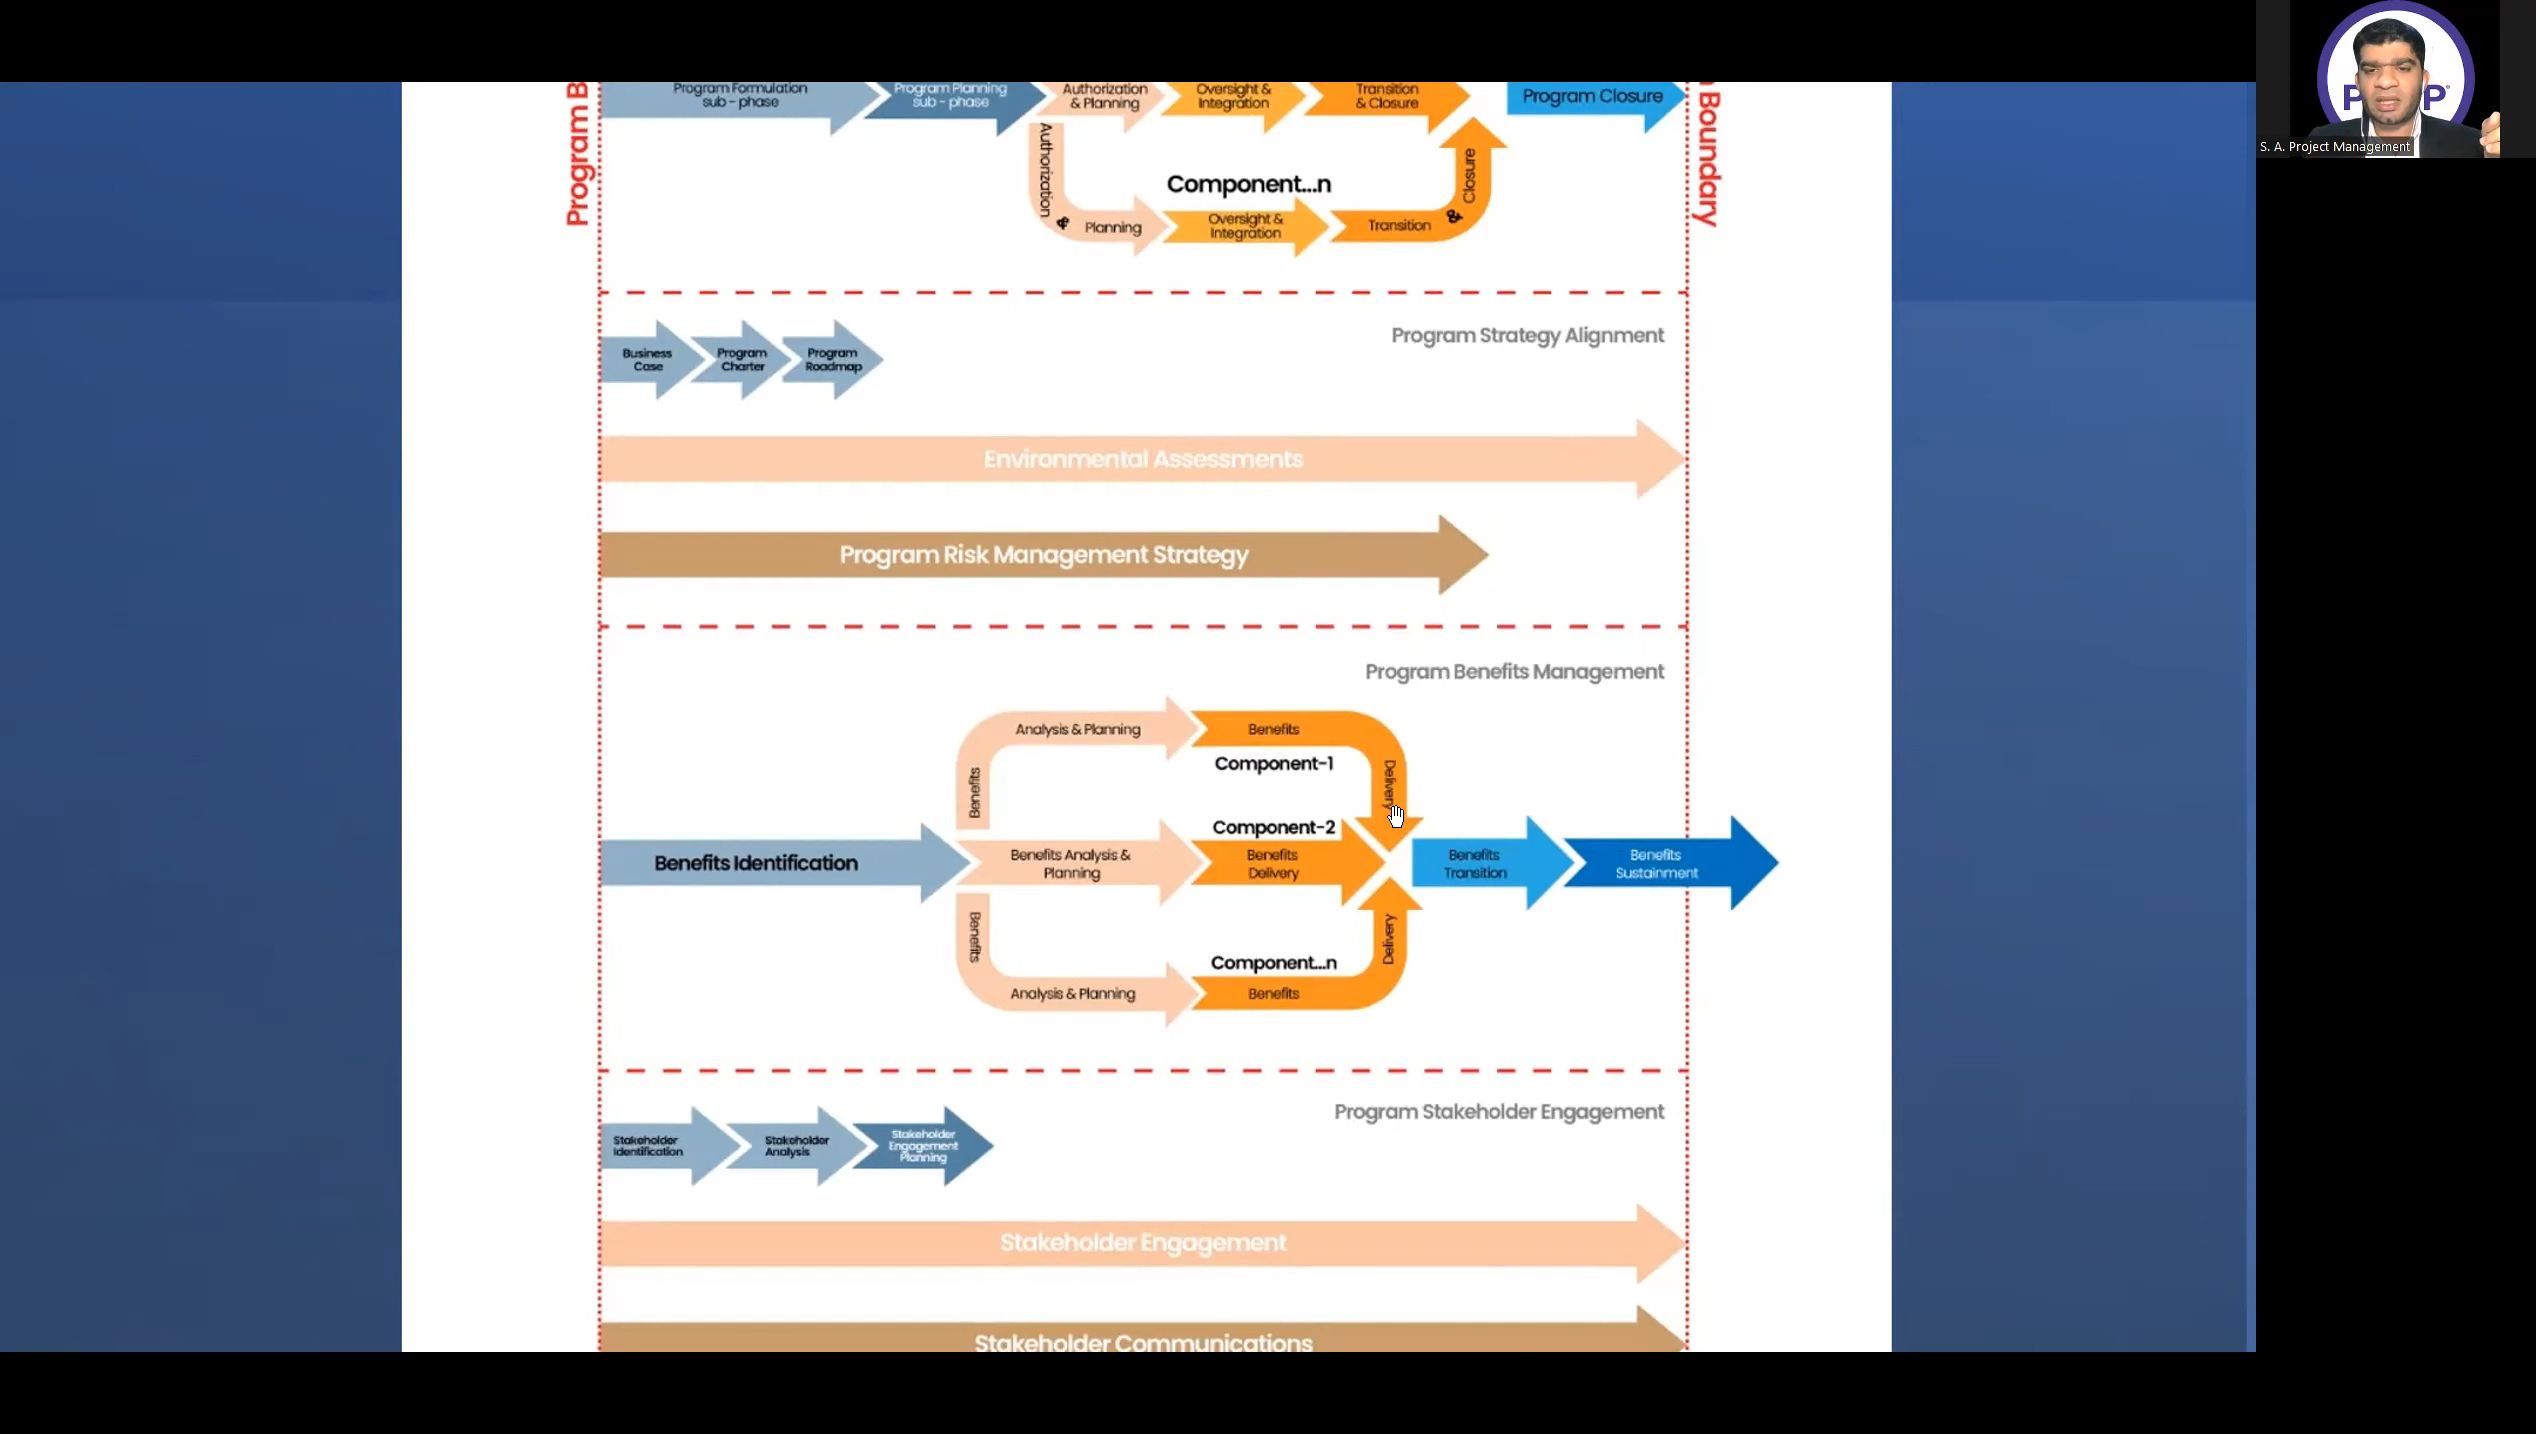 Program Formulation
sub - phase
Program Planning
sub - phase
Authorization
& Planning
Oversight &
Integration
Transition
& Closure
Program Closure
Program B
Boundary
P
P
S. A. Project Management
Authorization
&
Planning
Component...n
Oversight &
Integration
Transition
&
Closure
Program Strategy Alignment
Business
Case
Program
Charter
Program
Roadmap
Environmental Assessments
Program Risk Management Strategy
Program Benefits Management
Benefits
Analysis & Planning
Benefits
Delivery
Component-1
Component-2
Benefits Identification
Benefits Analysis &
Planning
Benefits
Delivery
Benefits
Transition
Benefits
Sustainment
Benefits
Analysis & Planning
Component...n
Benefits
Delivery
Program Stakeholder Engagement
Stakeholder
Identification
Stakeholder
Analysis
Stakeholder
Engagement
Planning
Stakeholder Engagement
Stakeholder Communications